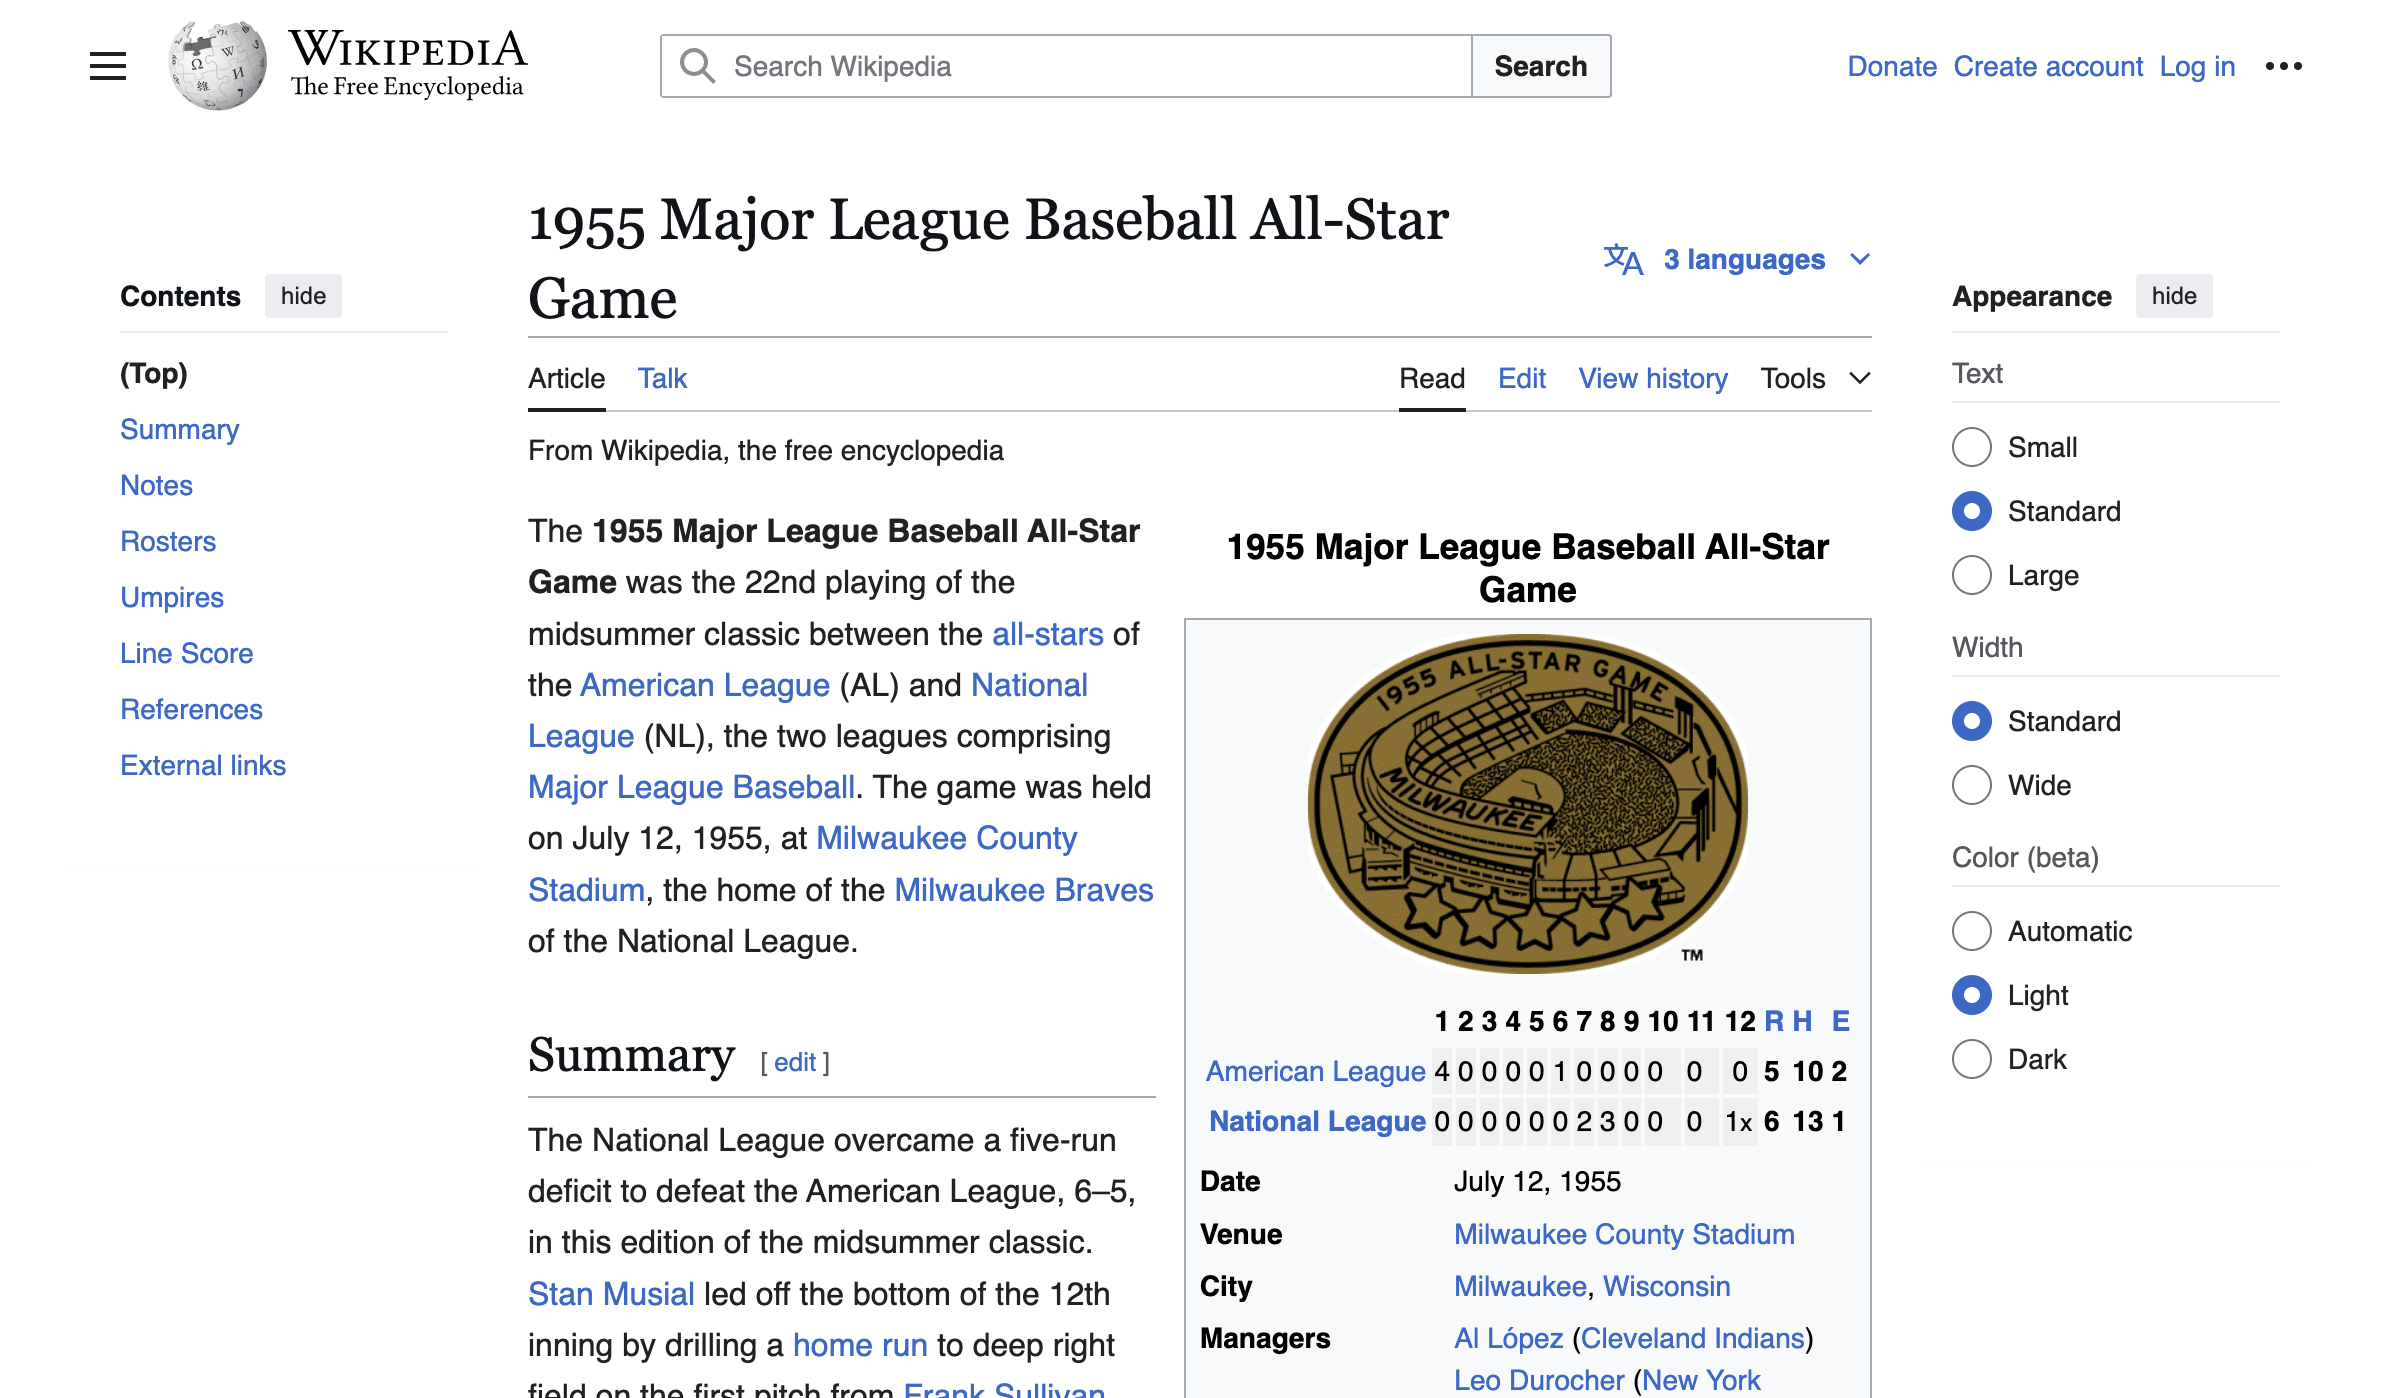 WIKIPEDIA
The Free Encyclopedia
Search Wikipedia
Search
Donate Create account Log in
1955 Major League Baseball All-Star
Game
3 languages
Contents hide
(Top)
Summary
Notes
Rosters
Umpires
Line Score
References
External links
Article Talk
Read Edit View history Tools
From Wikipedia, the free encyclopedia
The 1955 Major League Baseball All-Star
Game was the 22nd playing of the
midsummer classic between the all-stars of
the American League (AL) and National
League (NL), the two leagues comprising
Major League Baseball. The game was held
on July 12, 1955, at Milwaukee County
Stadium, the home of the Milwaukee Braves
of the National League.
Summary [ edit ]
The National League overcame a five-run
deficit to defeat the American League, 6–5,
in this edition of the midsummer classic.
Stan Musial led off the bottom of the 12th
inning by drilling a home run to deep right
field on the first pitch from Frank Sullivan
1955 Major League Baseball All-Star
Game
1955 ALL-STAR GAME
MILWAUKEE
TM
1 2 3 4 5 6 7 8 9 10 11 12 R H E
American League 4 0 0 0 0 1 0 0 0 0 0 0 5 10 2
National League 0 0 0 0 0 0 2 3 0 0 0 1x 6 13 1
Date July 12, 1955
Venue Milwaukee County Stadium
City Milwaukee, Wisconsin
Managers Al López (Cleveland Indians)
Leo Durocher (New York
Appearance hide
Text
Small
Standard
Large
Width
Standard
Wide
Color (beta)
Automatic
Light
Dark